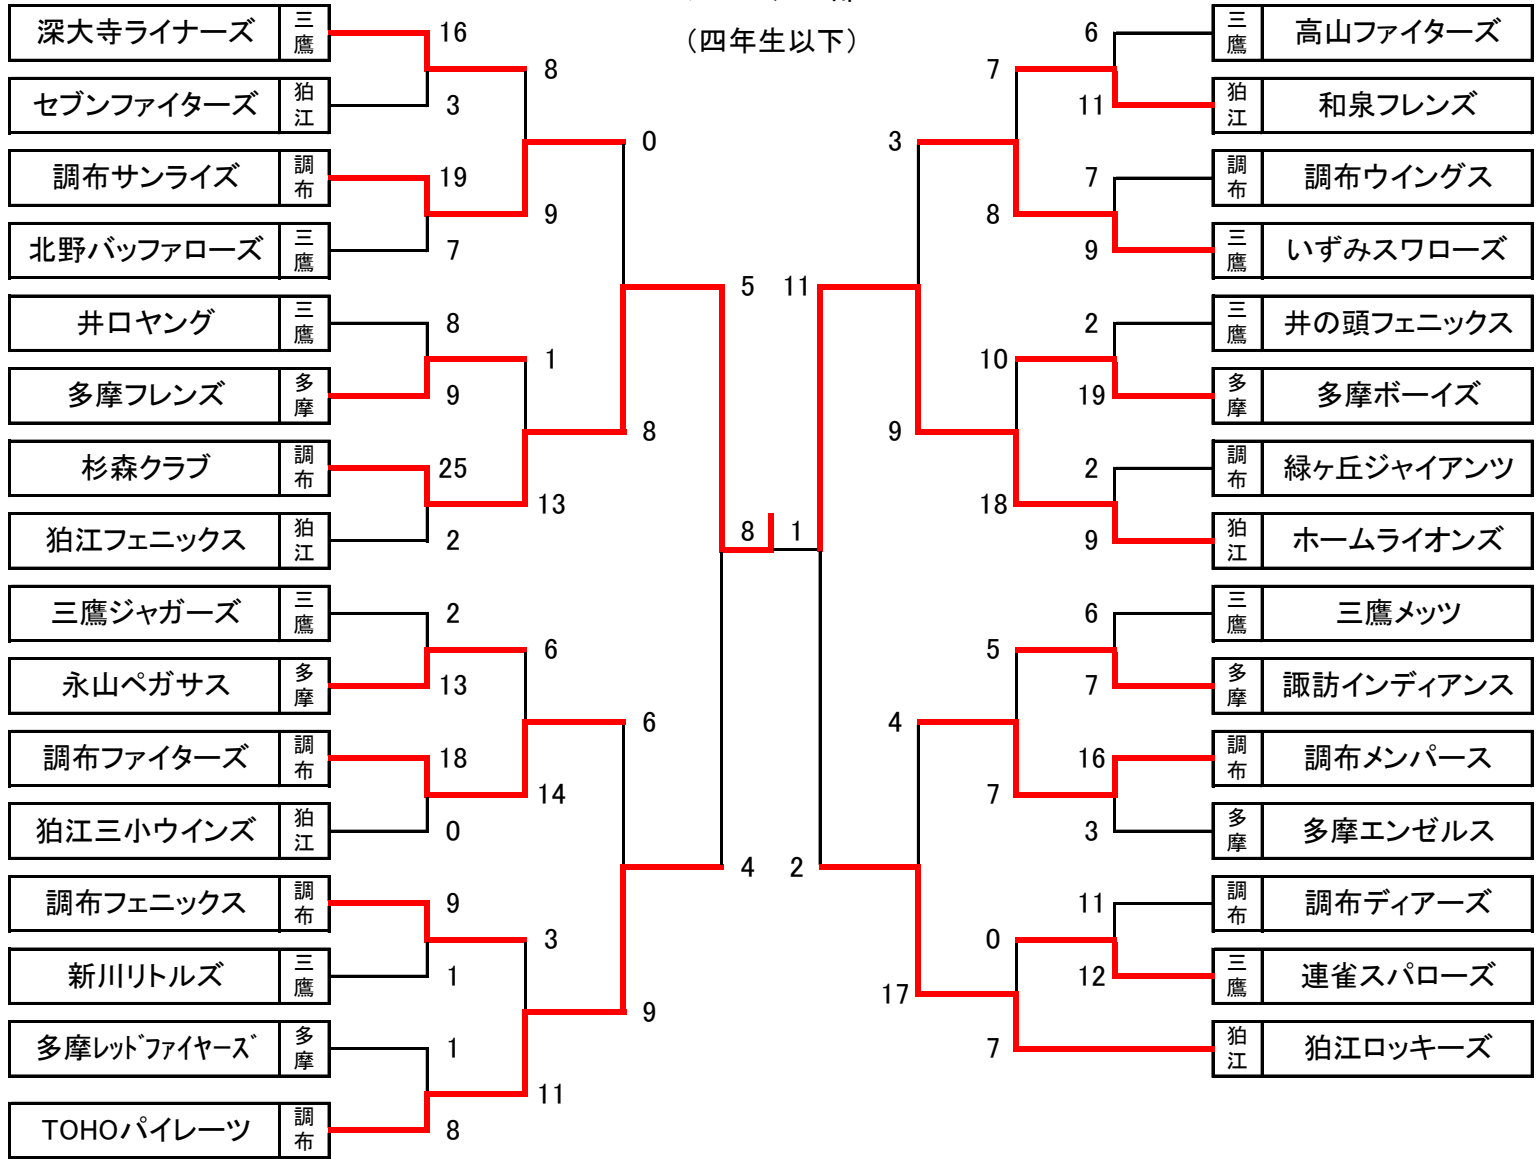 (四年生以下)
深大寺ライナーズ 三鷹 16
8
セブンファイターズ 狛江 3
0
調布サンライズ 調布 19
9
北野バッファローズ 三鷹 7
5
井口ヤング 三鷹 8
1
多摩フレンズ 多摩 9
8
杉森クラブ 調布 25
13
狛江フェニックス 狛江 2
8
三鷹ジャガーズ 三鷹 2
6
永山ペガサス 多摩 13
6
調布ファイターズ 調布 18
14
狛江三小ウインズ 狛江 0
4
調布フェニックス 調布 9
3
新川リトルズ 三鷹 1
9
多摩レッドファイヤーズ 多摩 1
11
TOHOパイレーツ 調布 8
6 三鷹 高山ファイターズ
7
11 狛江 和泉フレンズ
3
7 調布 調布ウイングス
8
9 三鷹 いずみスワローズ
11
2 三鷹 井の頭フェニックス
10
19 多摩 多摩ボーイズ
9
2 調布 緑ヶ丘ジャイアンツ
18
9 狛江 ホームライオンズ
1
6 三鷹 三鷹メッツ
5
7 多摩 諏訪インディアンス
4
16 調布 調布メンパース
7
3 多摩 多摩エンゼルス
2
11 調布 調布ディアーズ
0
12 三鷹 連雀スパローズ
17
7 狛江 狛江ロッキーズ